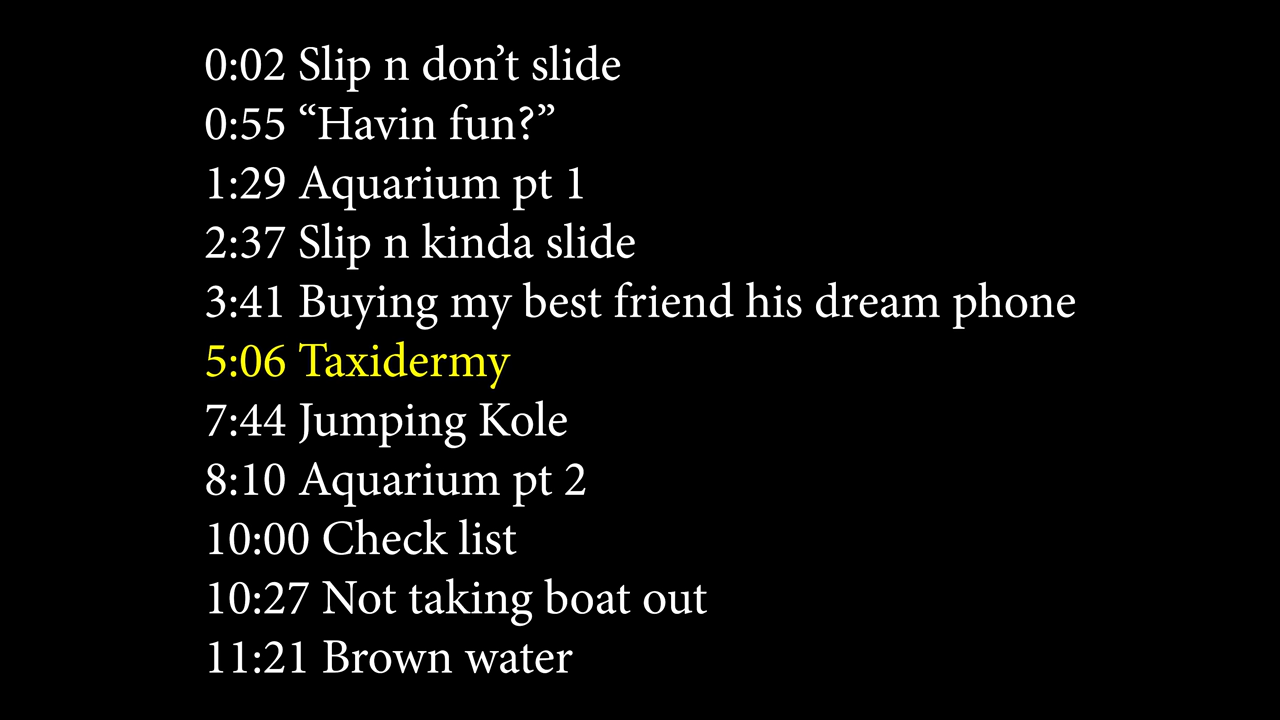 0:02 Slip n don’t slide
0:55 “Havin fun?”
1:29 Aquarium pt 1
2:37 Slip n kinda slide
3:41 Buying my best friend his dream phone
5:06 Taxidermy
7:44 Jumping Kole
8:10 Aquarium pt 2
10:00 Check list
10:27 Not taking boat out
11:21 Brown water